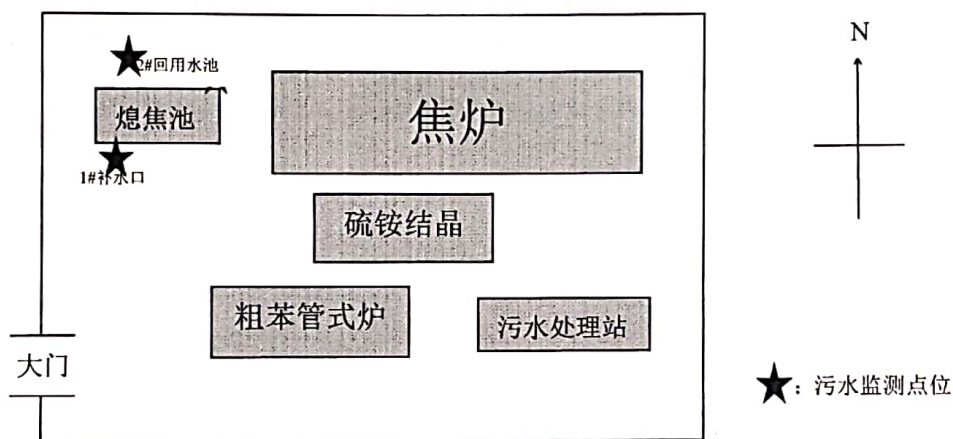 N
2#回用水池
熄焦池
焦炉
1#补水口
硫铵结晶
粗苯管式炉
污水处理站
大门
★：污水监测点位